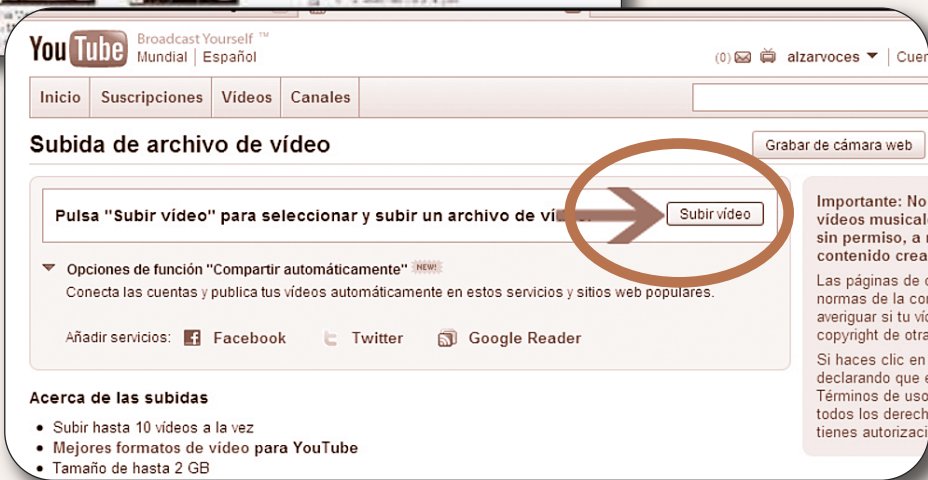 YouTube Broadcast Yourself ™
Mundial | Español
(0) alzarvoces ▼ | Cuen
Inicio Suscripciones Vídeos Canales
Subida de archivo de vídeo
Grabar de cámara web
Pulsa "Subir vídeo" para seleccionar y subir un archivo de
Subir vídeo
Opciones de función "Compartir automáticamente" NEW!
Conecta las cuentas y publica tus vídeos automáticamente en estos servicios y sitios web populares.
Añadir servicios: Facebook Twitter Google Reader
Acerca de las subidas
• Subir hasta 10 vídeos a la vez
• Mejores formatos de vídeo para YouTube
• Tamaño de hasta 2 GB
Importante: No
vídeos musical
sin permiso, a
contenido crea
Las páginas de
normas de la co
averiguar si tu
copyright de otra
Si haces clic en
declarando que
Términos de uso
todos los derech
tienes autorizaci